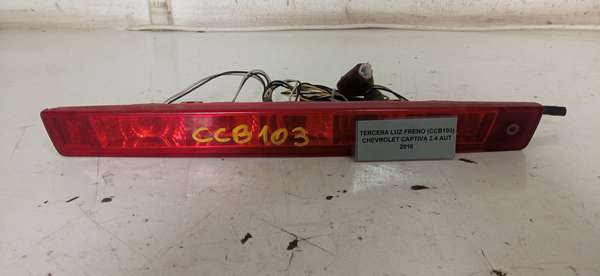 CCB103
TERCERA LUZ FRENO (CCB103)
CHEVROLET CAPTIVA 2.4 AUT
2016